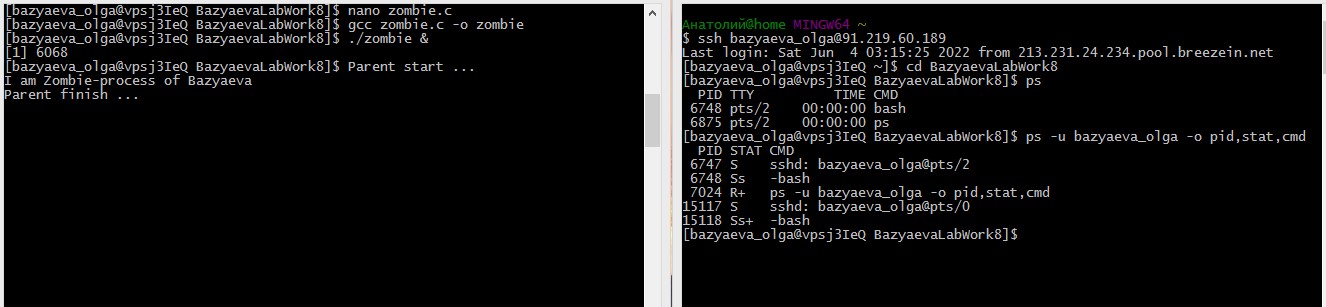 [bazyaeva_olga@vpsj3IeQ BazyaevaLabWork8]$ nano zombie.c
[bazyaeva_olga@vpsj3IeQ BazyaevaLabWork8]$ gcc zombie.c -o zombie
[bazyaeva_olga@vpsj3IeQ BazyaevaLabWork8]$ ./zombie &
[1] 6068
[bazyaeva_olga@vpsj3IeQ BazyaevaLabWork8]$ Parent start ...
I am Zombie-process of Bazyaeva
Parent finish ...
Анатолий@home MINGW64 ~
$ ssh bazyaeva_olga@91.219.60.189
Last login: Sat Jun  4 03:15:25 2022 from 213.231.24.234.pool.breezein.net
[bazyaeva_olga@vpsj3IeQ ~]$ cd BazyaevaLabWork8
[bazyaeva_olga@vpsj3IeQ BazyaevaLabWork8]$ ps
  PID TTY          TIME CMD
 6748 pts/2    00:00:00 bash
 6875 pts/2    00:00:00 ps
[bazyaeva_olga@vpsj3IeQ BazyaevaLabWork8]$ ps -u bazyaeva_olga -o pid,stat,cmd
  PID STAT CMD
 6747 S    sshd: bazyaeva_olga@pts/2
 6748 Ss   -bash
 7024 R+   ps -u bazyaeva_olga -o pid,stat,cmd
15117 S    sshd: bazyaeva_olga@pts/0
15118 Ss+  -bash
[bazyaeva_olga@vpsj3IeQ BazyaevaLabWork8]$